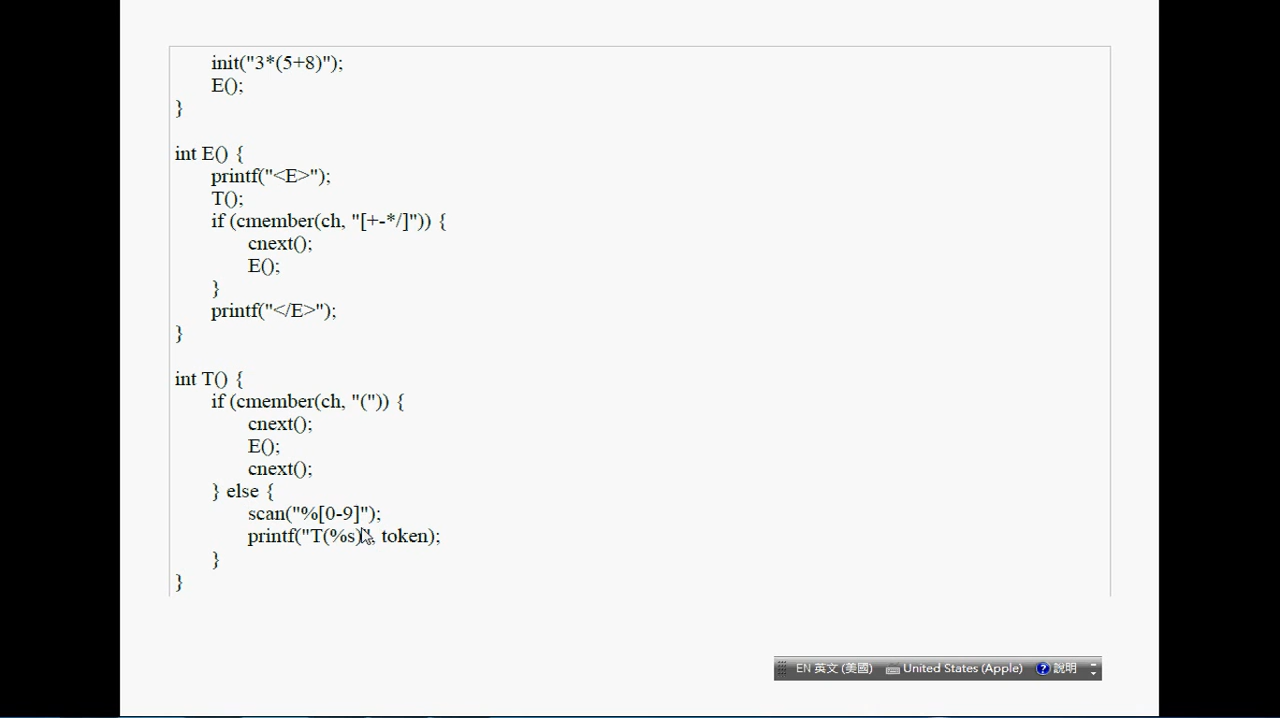 init("3*(5+8)");
E();
}
int E() {
printf("<E>");
T();
if (cmember(ch, "[+-*/]")) {
cnext();
E();
}
printf("</E>");
}
int T() {
if (cmember(ch, "(")) {
cnext();
E();
cnext();
} else {
scan("%[0-9]");
printf("T(%s)", token);
}
}
EN 英文 (美國) United States (Apple) 說明